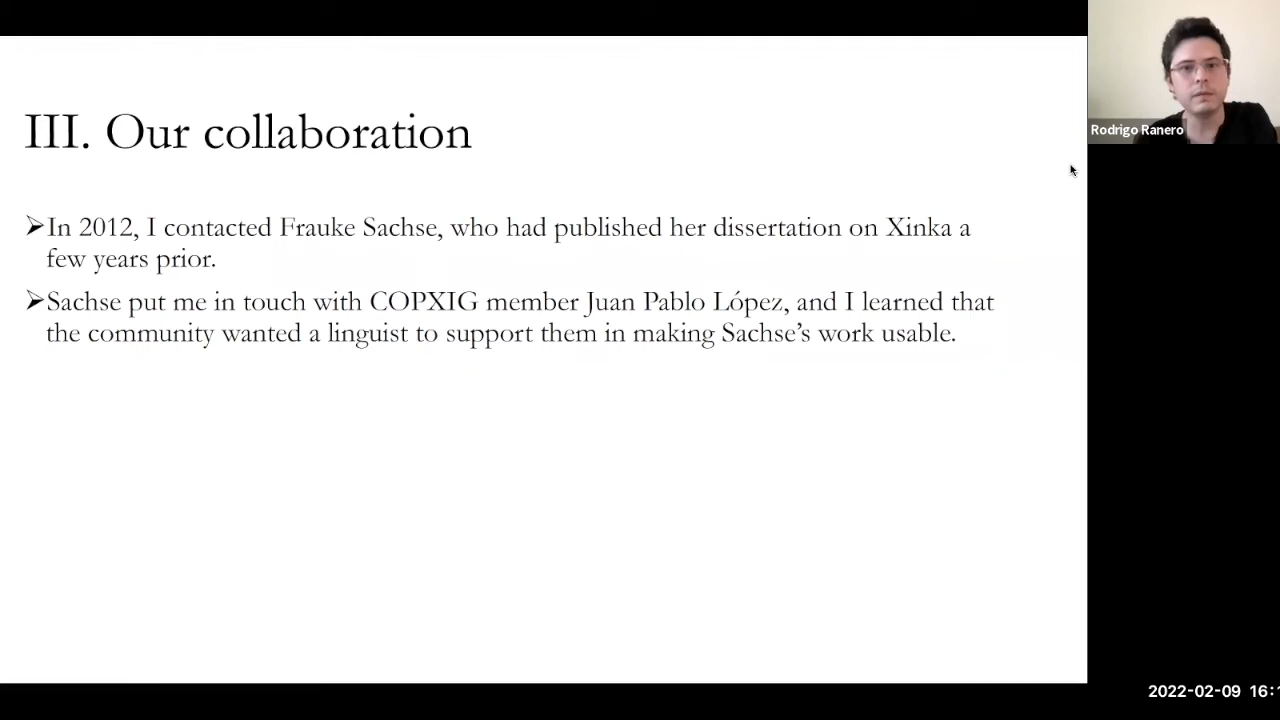 III. Our collaboration
➢In 2012, I contacted Frauke Sachse, who had published her dissertation on Xinka a
few years prior.
➢Sachse put me in touch with COPXIG member Juan Pablo López, and I learned that
the community wanted a linguist to support them in making Sachse’s work usable.
Rodrigo Ranero
2022-02-09 16: